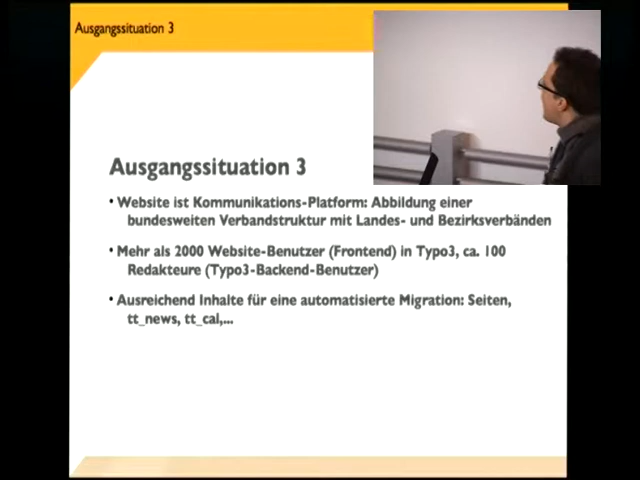 Ausgangssituation 3
Ausgangssituation 3
• Website ist Kommunikations-Platform: Abbildung einer
bundesweiten Verbandstruktur mit Landes- und Bezirksverbänden
• Mehr als 2000 Website-Benutzer (Frontend) in Typo3, ca. 100
Redakteure (Typo3-Backend-Benutzer)
• Ausreichend Inhalte für eine automatisierte Migration: Seiten,
tt_news, tt_cal,...